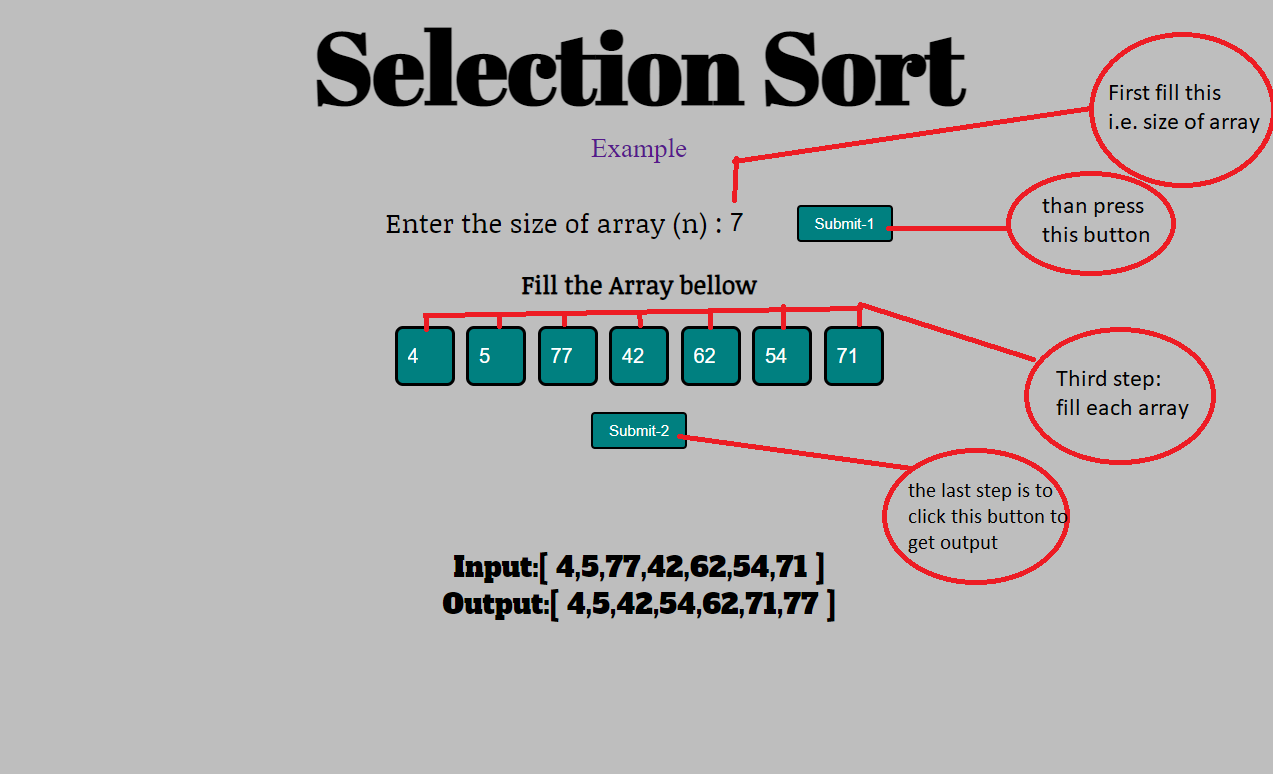 Selection Sort
Example
First fill this
i.e. size of array
Enter the size of array (n) : 7
Submit-1
than press
this button
Fill the Array bellow
4 5 77 42 62 54 71
Third step:
fill each array
Submit-2
the last step is to
click this button to
get output
Input:[ 4,5,77,42,62,54,71 ]
Output:[ 4,5,42,54,62,71,77 ]